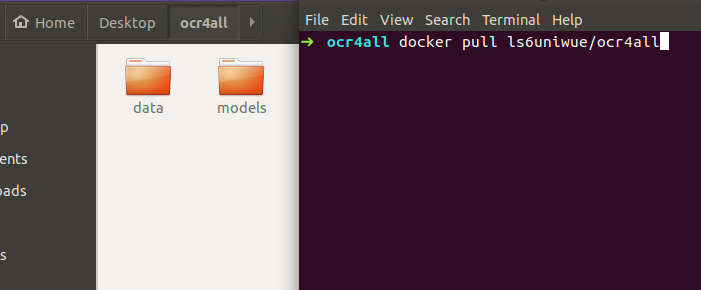 Home Desktop ocr4all
File Edit View Search Terminal Help
➜ ocr4all docker pull ls6uniwue/ocr4all
data models
p
ents
oads
s